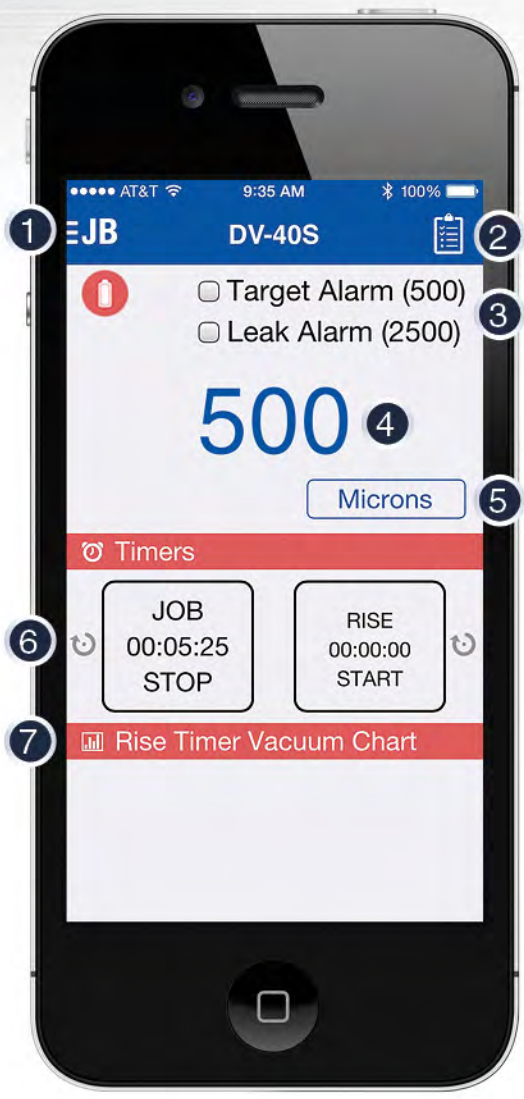 AT&T 9:35 AM 100%
1 JB DV-40S 2
Target Alarm (500)
3
Leak Alarm (2500)
500 4
Microns 5
Timers
JOB
00:05:25
STOP
6
RISE
00:00:00
START
7 Rise Timer Vacuum Chart